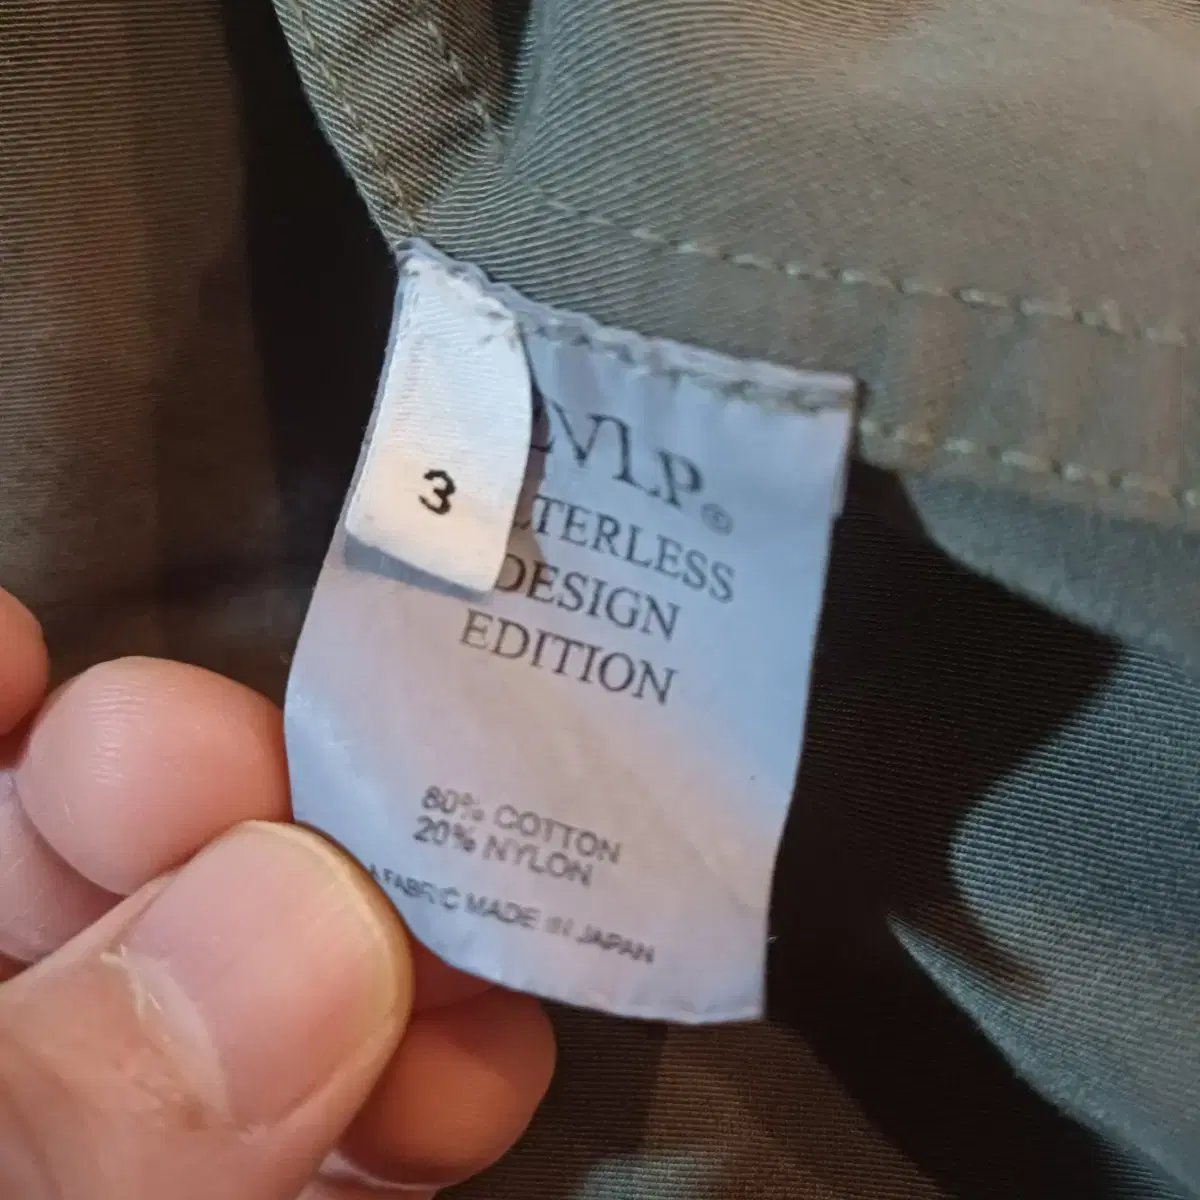 3
DESIGN
EDITION
80% COTTON
20% NYLON
FABRIC MADE IN JAPAN